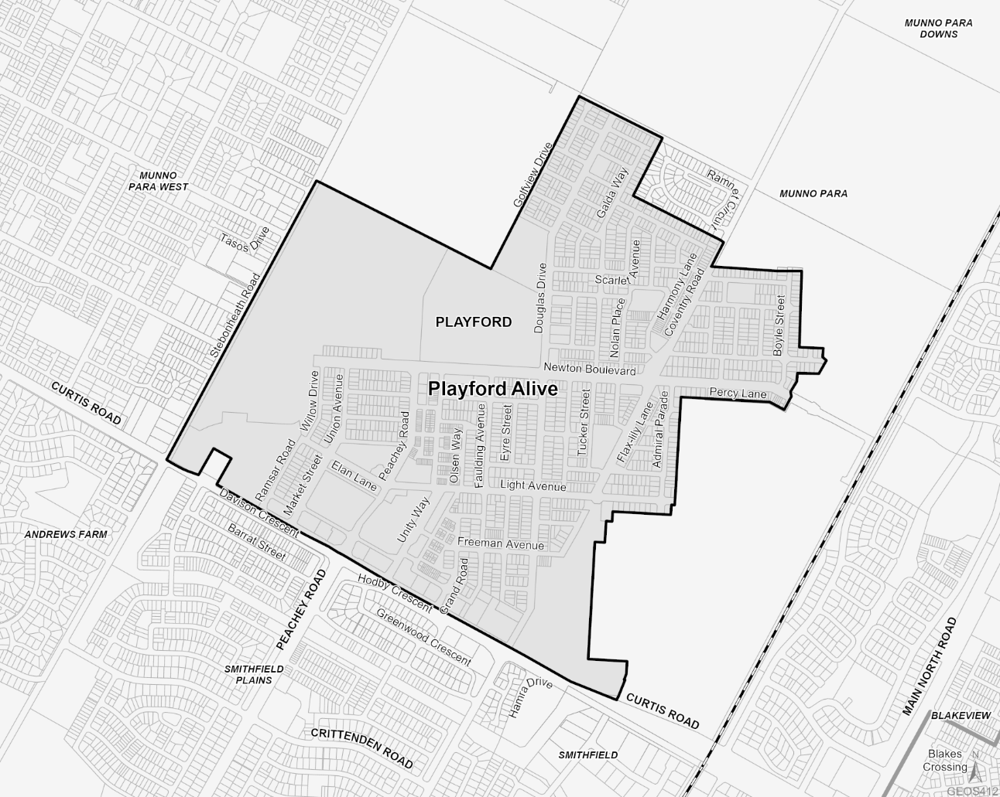 MUNNO PARA
DOWNS
MUNNO
PARA WEST
Golfview Drive
Galda Way
Ramnet Circuit
MUNNO PARA
Tasos Drive
Stebonheath Road
Scarlet Avenue
Harmony Lane
Coventry Road
Douglas Drive
Nolan Place
Boyle Street
PLAYFORD
Newton Boulevard
Playford Alive
Percy Lane
CURTIS ROAD
Willow Drive
Union Avenue
Peachey Road
Olsen Way
Faulding Avenue
Eyre Street
Tucker Street
Flax-lily Lane
Admiral Parade
Ramsar Road
Market Street
Elan Lane
Light Avenue
Davison Crescent
Unity Way
ANDREWS FARM
Barrat Street
Freeman Avenue
PEACHEY ROAD
Hodby Crescent
Grand Road
Greenwood Crescent
SMITHFIELD
PLAINS
Hamra Drive
CURTIS ROAD
MAIN NORTH ROAD
BLAKEVIEW
CRITTENDEN ROAD
SMITHFIELD
Blakes
Crossing
N
GEOS412